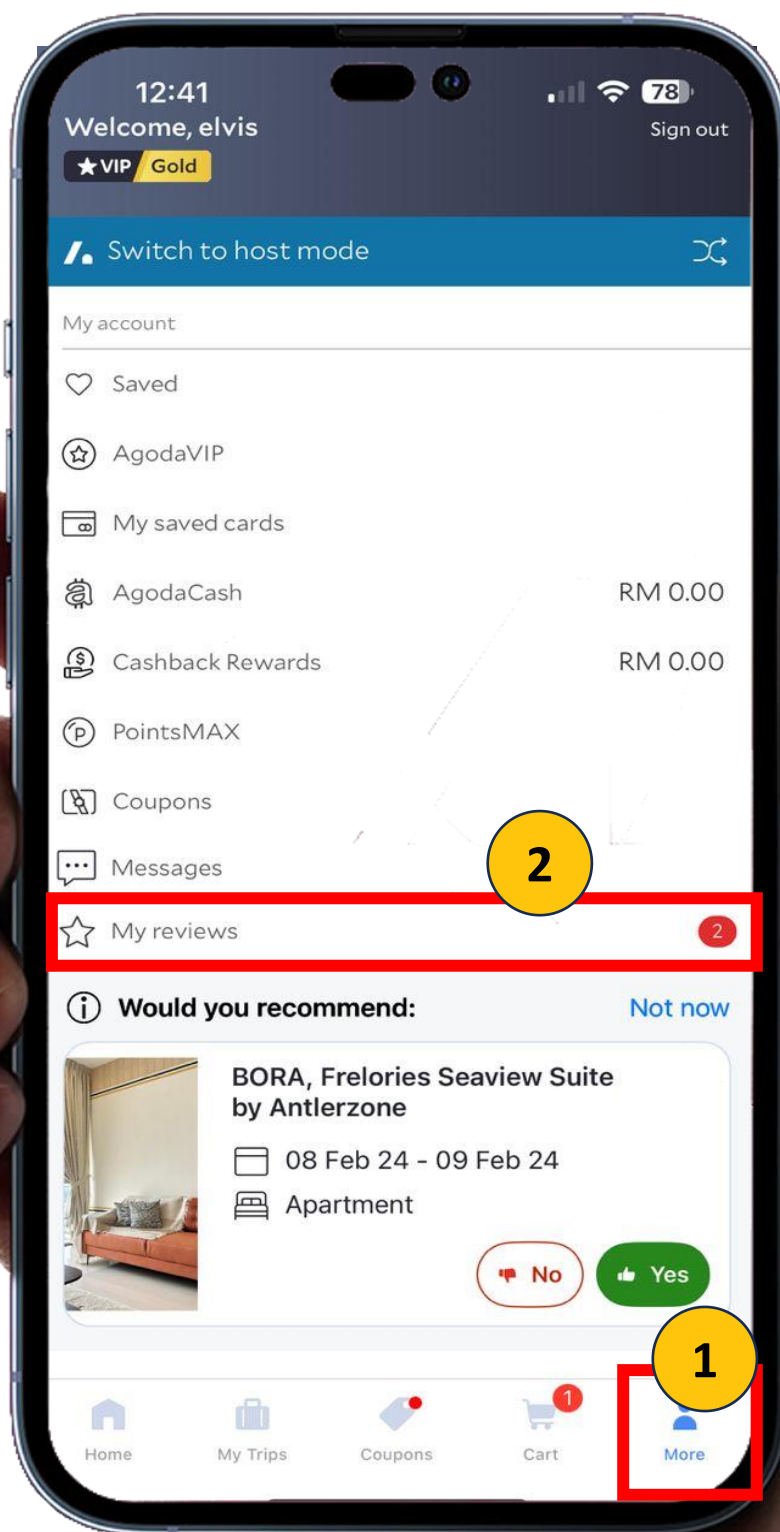 12:41
78
Welcome, elvis
Sign out
VIP Gold
Switch to host mode
My account
Saved
AgodaVIP
My saved cards
AgodaCash
RM 0.00
Cashback Rewards
RM 0.00
PointsMAX
Coupons
2
Messages
My reviews
2
Would you recommend:
Not now
BORA, Frelories Seaview Suite
by Antlerzone
08 Feb 24 - 09 Feb 24
Apartment
No
Yes
1
1
Home
My Trips
Coupons
Cart
More